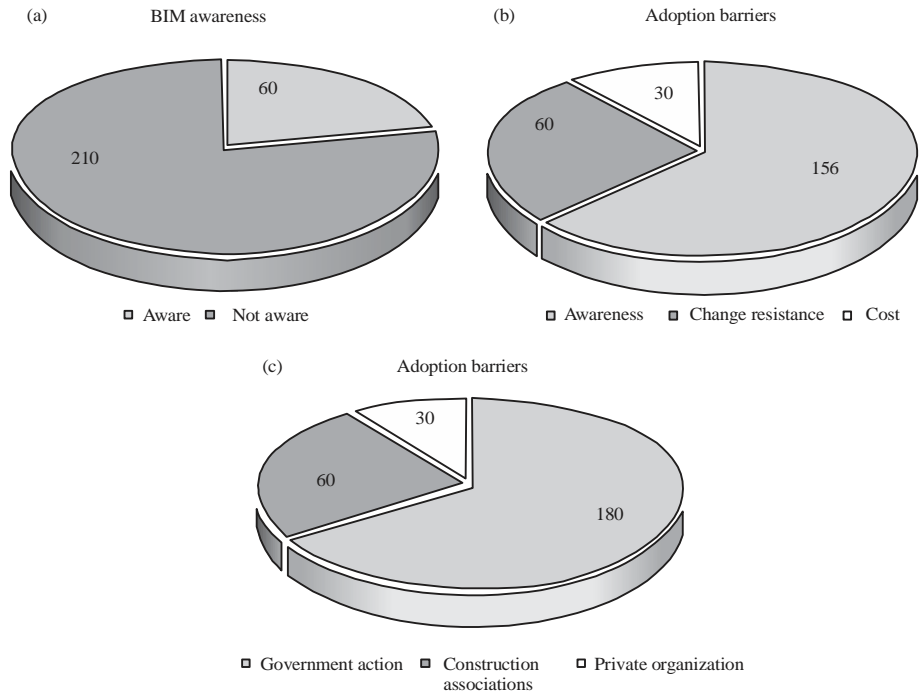 (a) BIM awareness
60
210
Aware Not aware
(b) Adoption barriers
30
60
156
Awareness Change resistance Cost
(c) Adoption barriers
30
60
180
Government action Construction associations Private organization